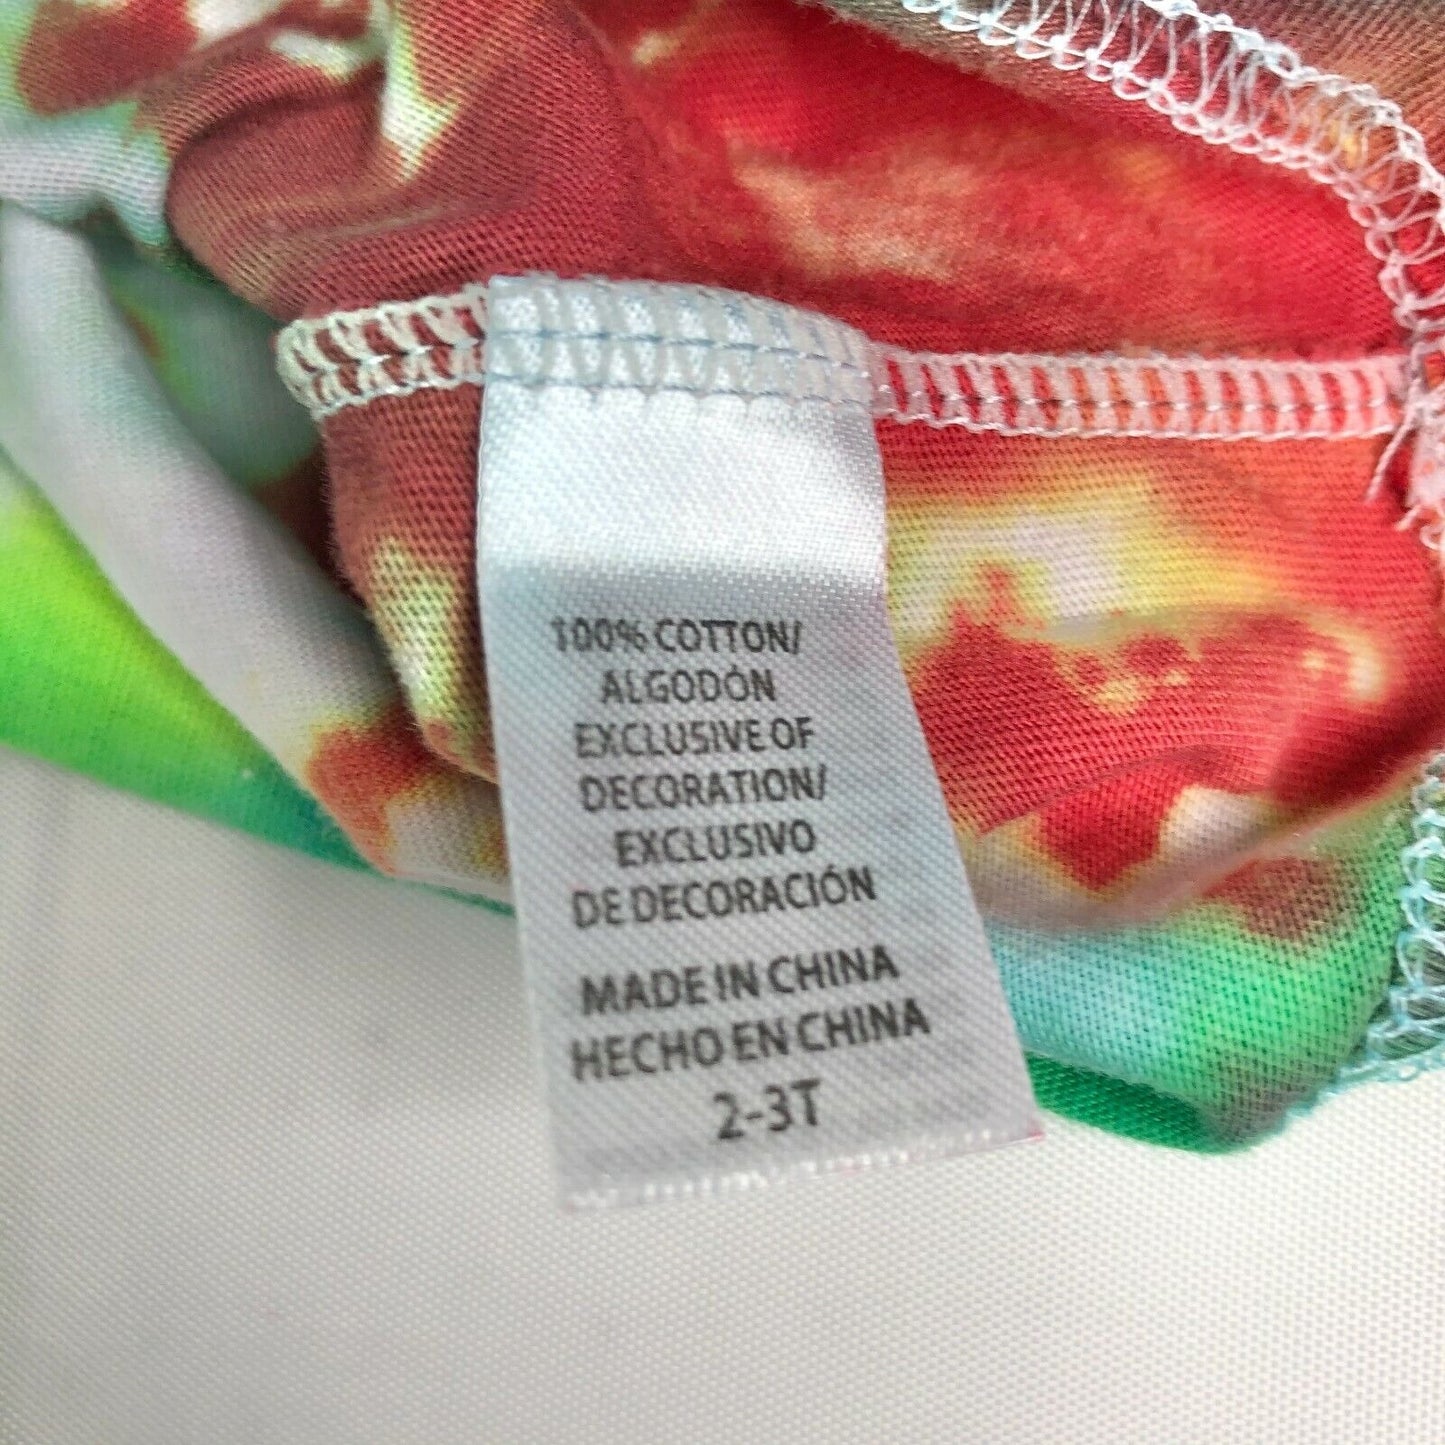 100% COTTON/
ALGODÓN
EXCLUSIVE OF
DECORATION/
EXCLUSIVO
DE DECORACIÓN
MADE IN CHINA
HECHO EN CHINA
2-3T